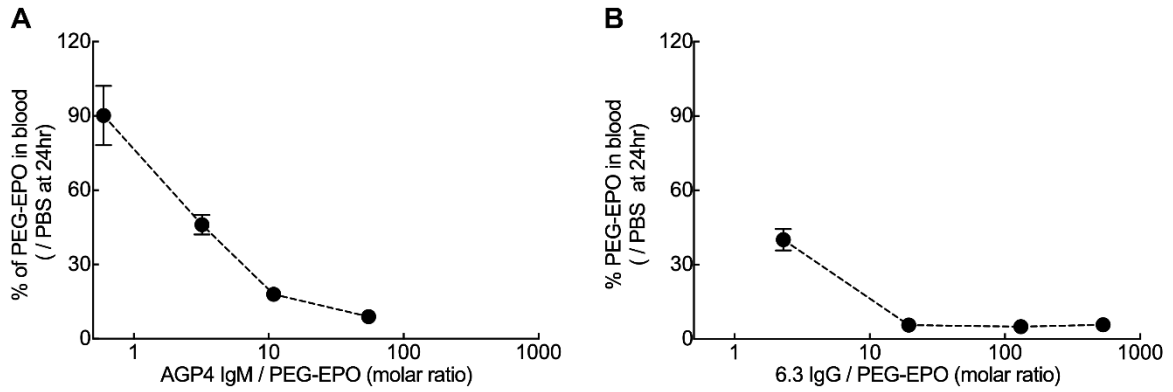 A
120
90
60
30
0
% of PEG-EPO in blood
( / PBS at 24hr)
1 10 100 1000
AGP4 IgM / PEG-EPO (molar ratio)
B
120
90
60
30
0
% PEG-EPO in blood
( / PBS at 24hr)
1 10 100 1000
6.3 IgG / PEG-EPO (molar ratio)